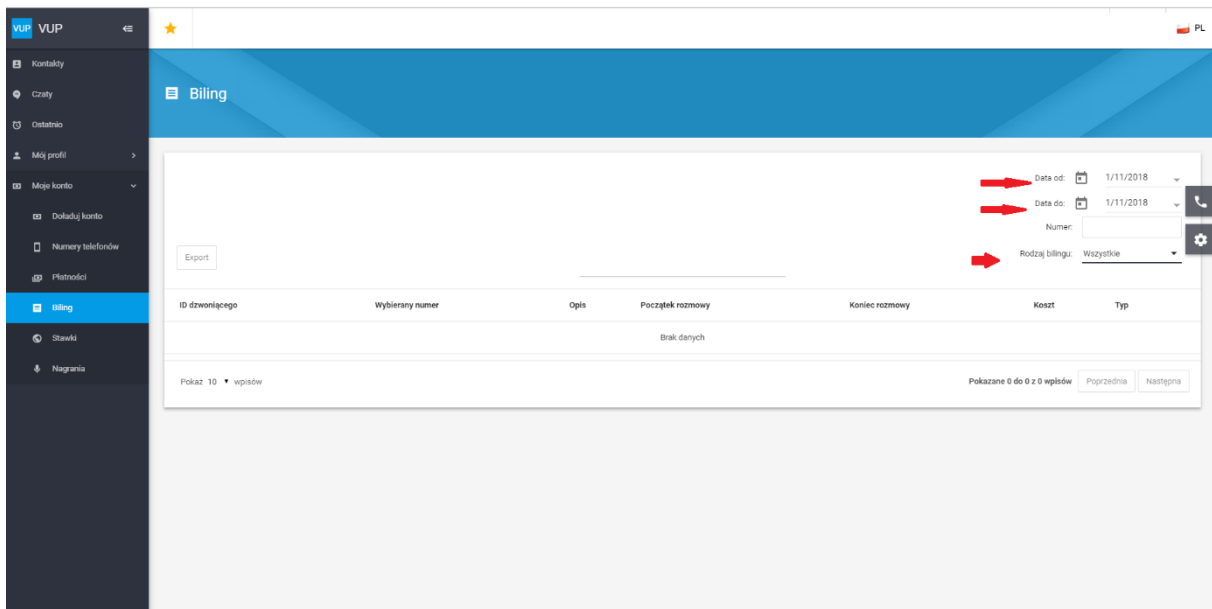 VUP VUP
PL
Kontakty
Czaty
Ostatnio
Mój profil
Moje konto
Doładuj konto
Numery telefonów
Płatności
Biling
Stawki
Nagrania
Biling
Data od: 1/11/2018
Data do: 1/11/2018
Numer:
Rodzaj bilingu: Wszystkie
Export
ID dzwoniącego Wybierany numer Opis Początek rozmowy Koniec rozmowy Koszt Typ
Brak danych
Pokaż 10 wpisów
Pokazane 0 do 0 z 0 wpisów Poprzednia Następna